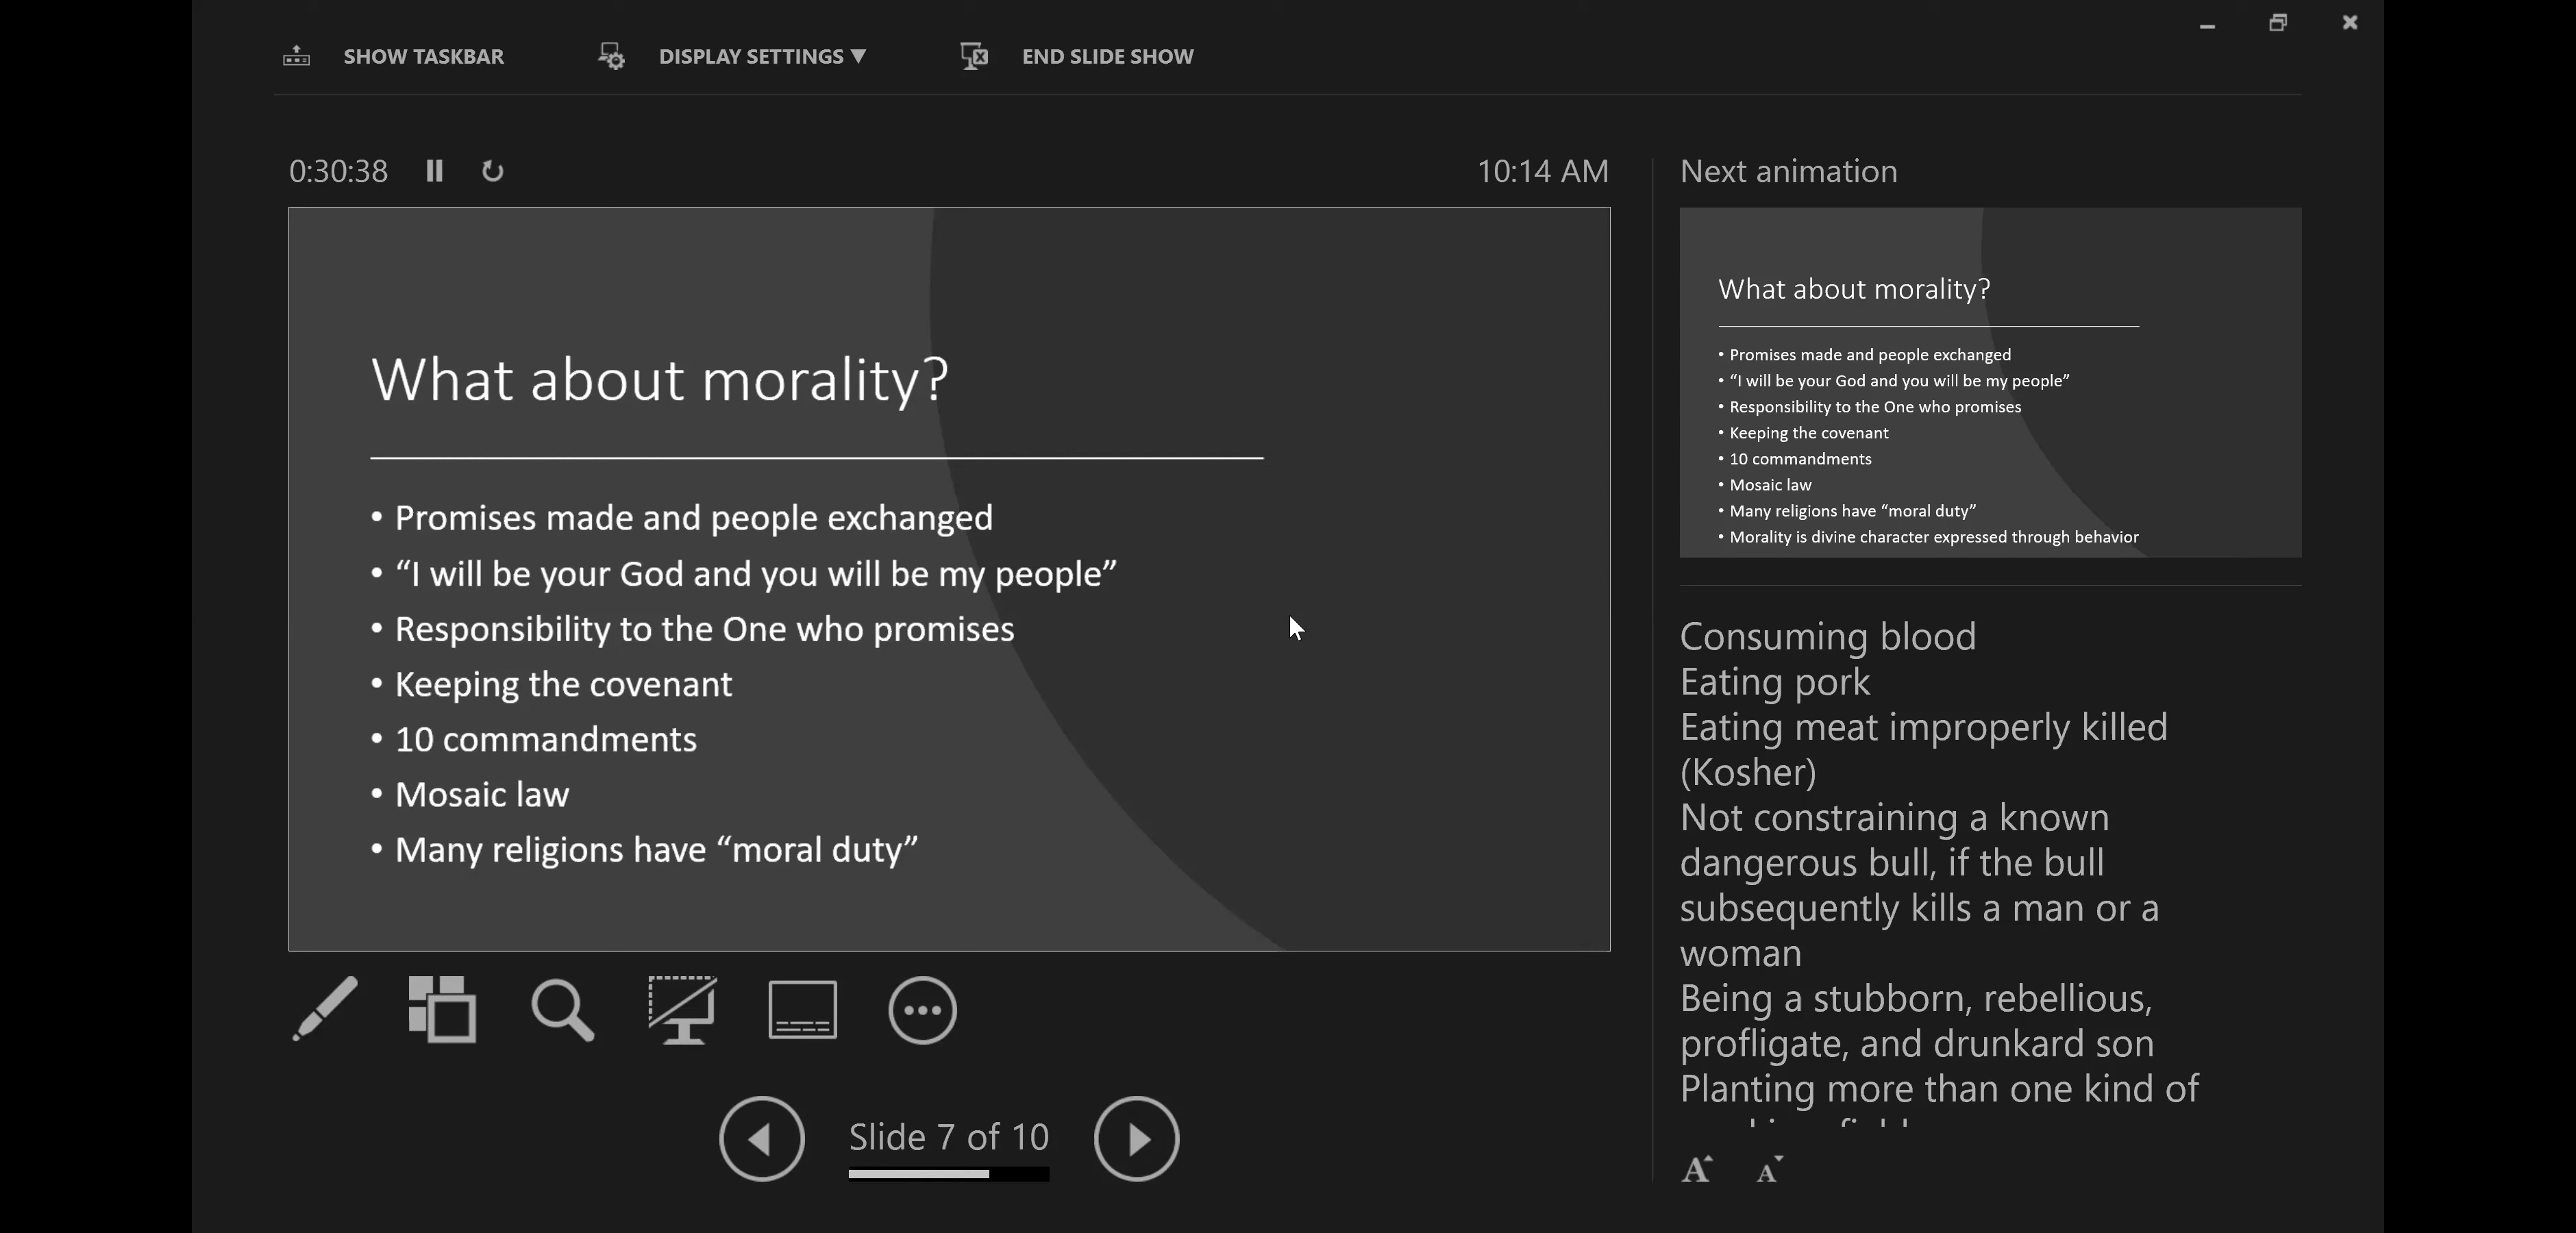 SHOW TASKBAR
DISPLAY SETTINGS ▼
END SLIDE SHOW
0:30:38
10:14 AM
What about morality?
• Promises made and people exchanged
• “I will be your God and you will be my people”
• Responsibility to the One who promises
• Keeping the covenant
• 10 commandments
• Mosaic law
• Many religions have “moral duty”
Slide 7 of 10
Next animation
What about morality?
• Promises made and people exchanged
• “I will be your God and you will be my people”
• Responsibility to the One who promises
• Keeping the covenant
• 10 commandments
• Mosaic law
• Many religions have “moral duty”
• Morality is divine character expressed through behavior
Consuming blood
Eating pork
Eating meat improperly killed
(Kosher)
Not constraining a known
dangerous bull, if the bull
subsequently kills a man or a
woman
Being a stubborn, rebellious,
profligate, and drunkard son
Planting more than one kind of
A A